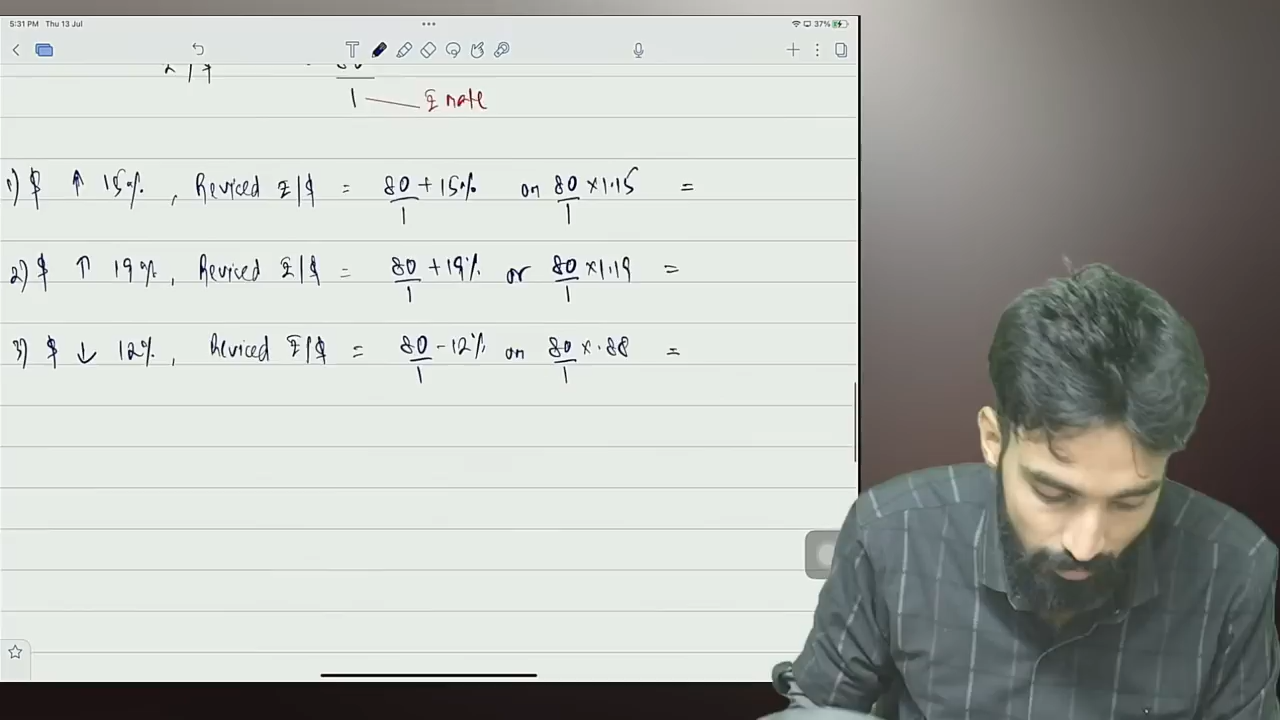 5:31 PM Thu 13 Jul
37%
₹/$ 80
1 ₹ rate
1) $ ↑ 15%, Revised ₹/$ = 80/1 + 15% or 80/1 × 1.15 =
2) $ ↑ 19%, Revised ₹/$ = 80/1 + 19% or 80/1 × 1.19 =
3) $ ↓ 12%, Revised ₹/$ = 80/1 - 12% or 80/1 × .88 =